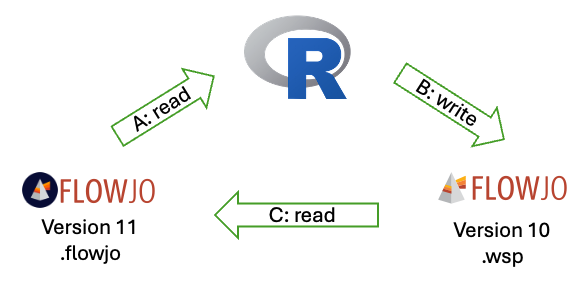 R
A: read
B: write
FLOWJO
Version 11
.flowjo
C: read
FLOWJO
Version 10
.wsp